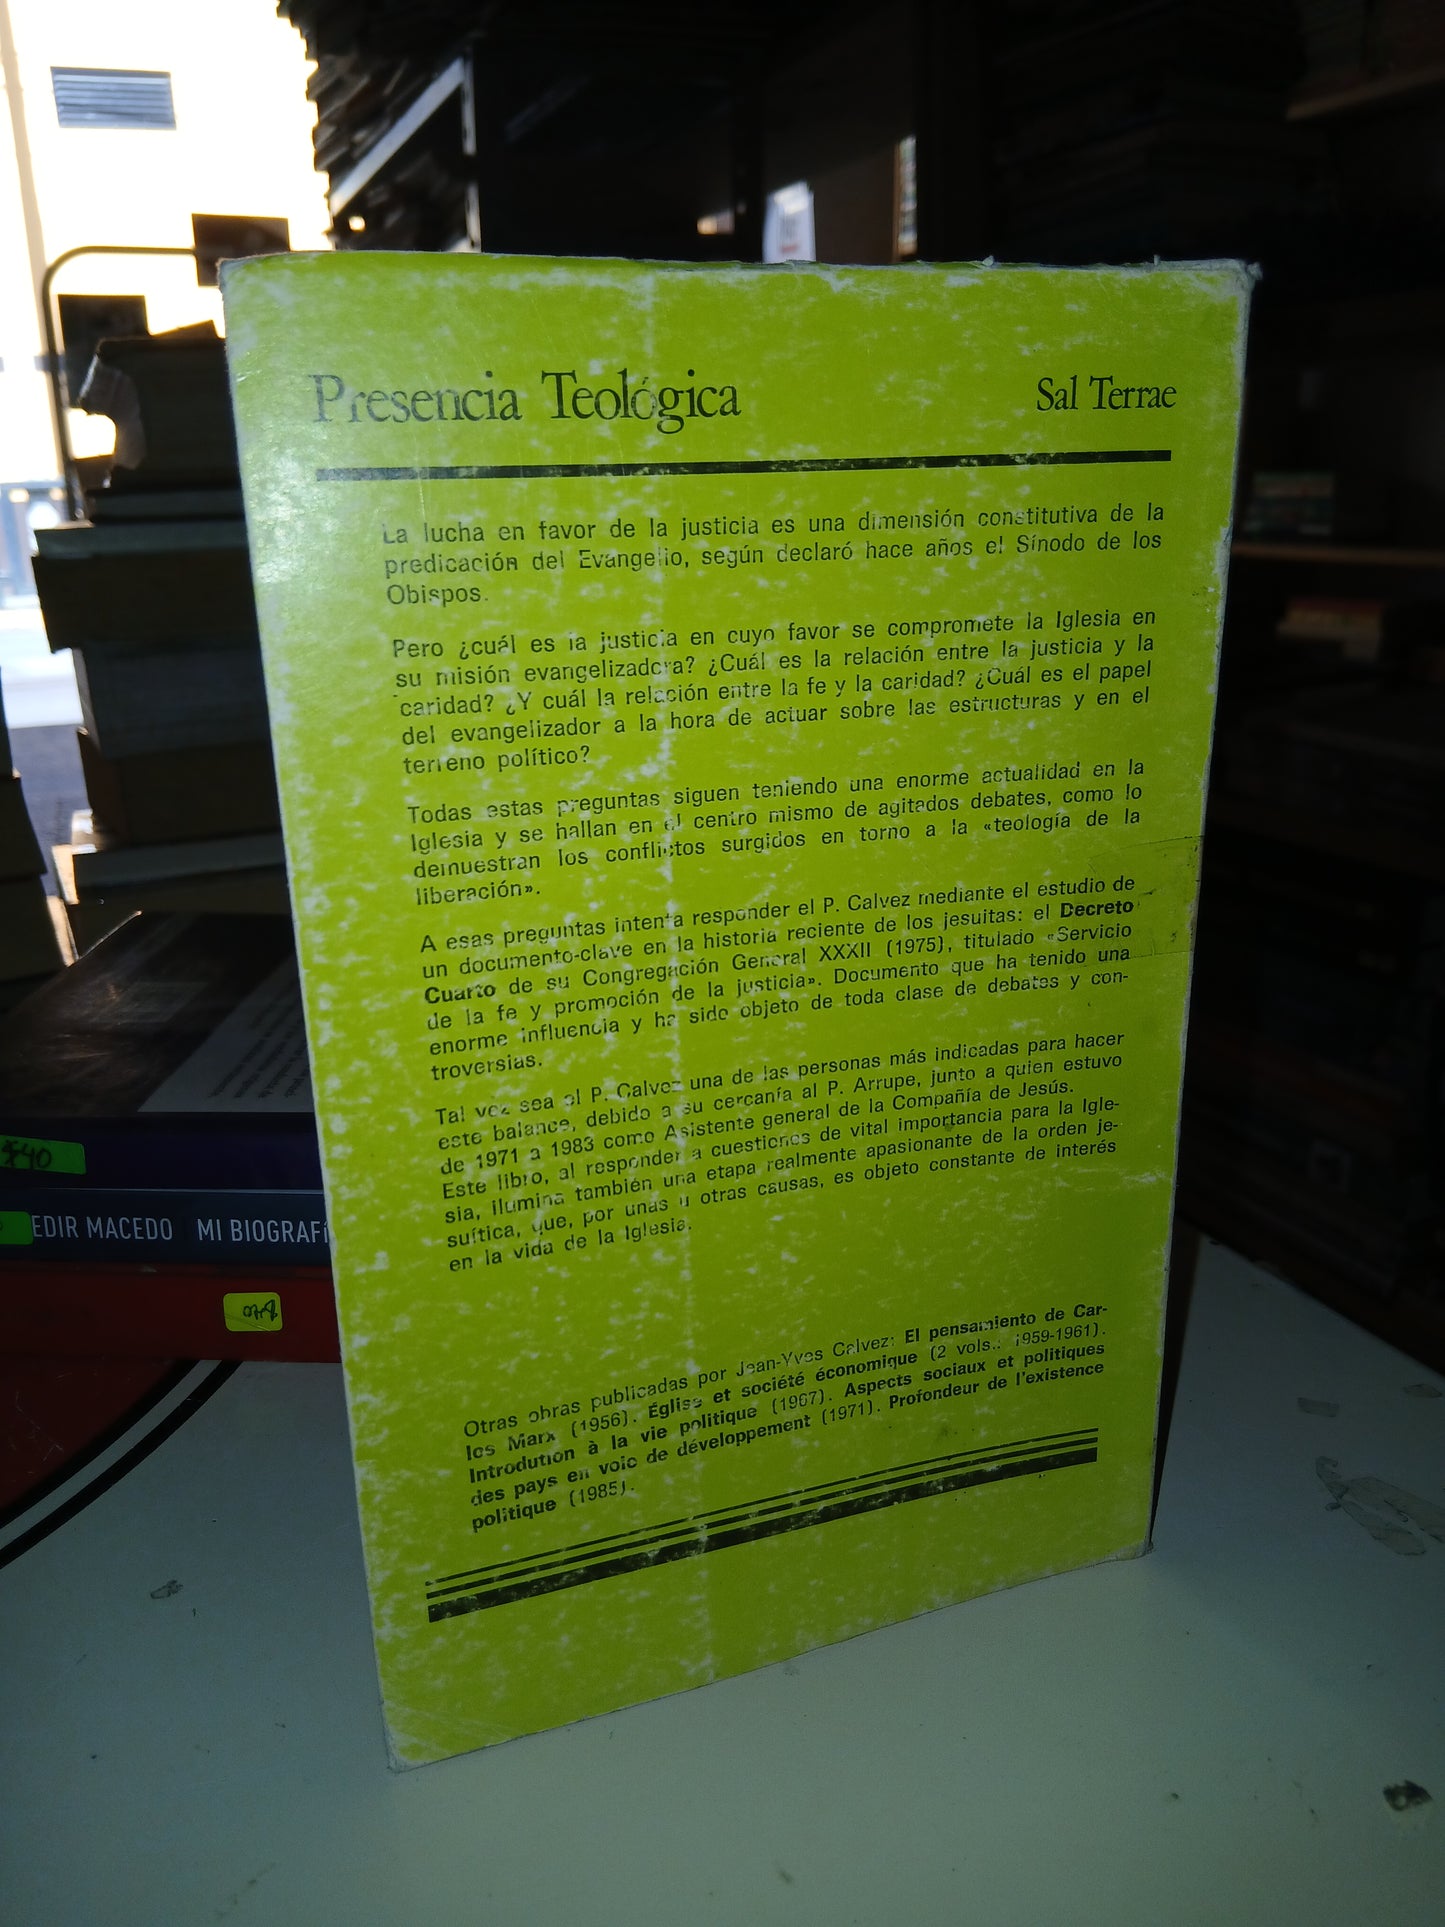 Presencia Teológica
Sal Terrae
La lucha en favor de la justicia es una dimensión constitutiva de la
predicación del Evangelio, según declaró hace años el Sínodo de los
Obispos.
Pero ¿cuál es la justicia en cuyo favor se compromete la Iglesia en
su misión evangelizadora? ¿Cuál es la relación entre la justicia y la
caridad? ¿Y cuál la relación entre la fe y la caridad? ¿Cuál es el papel
del evangelizador a la hora de actuar sobre las estructuras y en el
terreno político?
Todas estas preguntas siguen teniendo una enorme actualidad en la
Iglesia y se hallan en el centro mismo de agitados debates, como lo
demuestran los conflictos surgidos en torno a la «teología de la
liberación».
A esas preguntas intenta responder el P. Calvez mediante el estudio de
un documento-clave en la historia reciente de los jesuitas: el Decreto
Cuarto de su Congregación General XXXII (1975), titulado «Servicio
de la fe y promoción de la justicia». Documento que ha tenido una
enorme influencia y ha sido objeto de toda clase de debates y con-
troversias.
Tal vez sea el P. Calvez una de las personas más indicadas para hacer
este balance, debido a su cercanía al P. Arrupe, junto a quien estuvo
de 1971 a 1983 como Asistente general de la Compañía de Jesús.
Este libro, al responder a cuestiones de vital importancia para la Igle-
sia, ilumina también una etapa realmente apasionante de la orden je-
suítica, que, por unas u otras causas, es objeto constante de interés
en la vida de la Iglesia.
Otras obras publicadas por Jean-Yves Calvez: El pensamiento de Car-
los Marx (1956). Église et société économique (2 vols.: 1959-1961).
Introdution à la vie politique (1967). Aspects sociaux et politiques
des pays en voie de développement (1971). Profondeur de l'existence
politique (1985).
$40
EDIR MACEDO MI BIOGRAFÍ